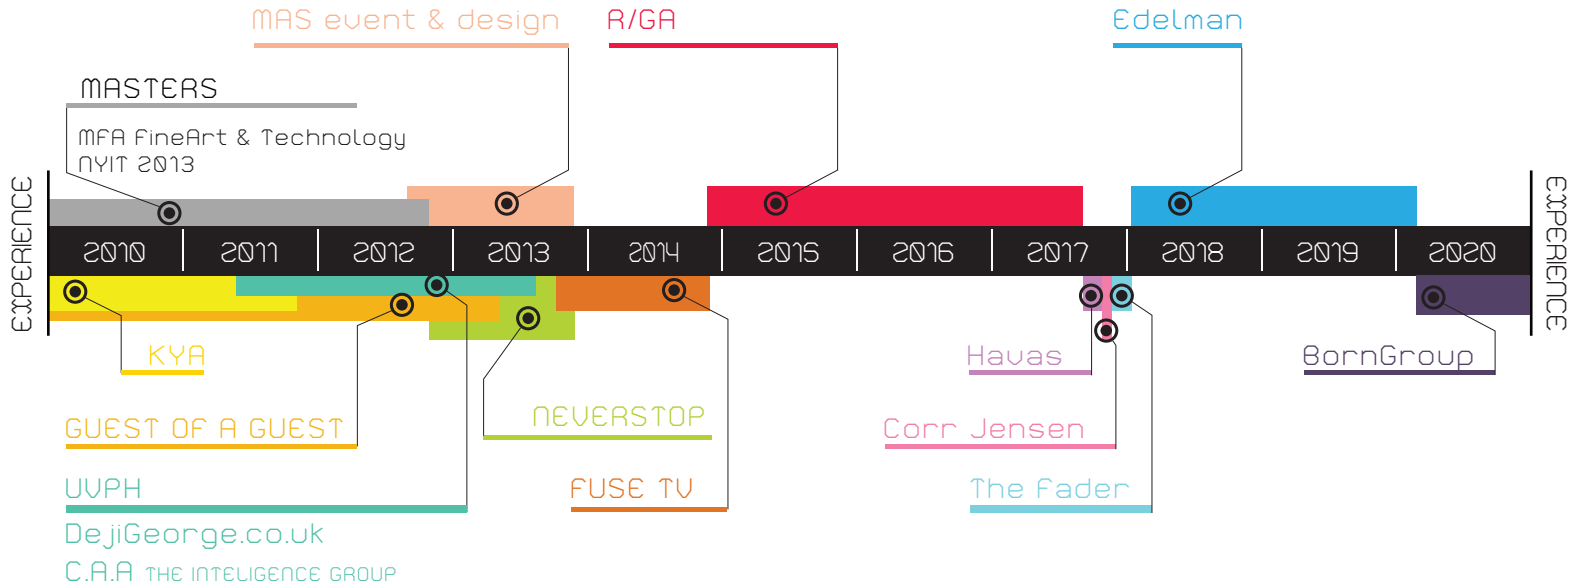 MAS event & design
R/GA
Edelman
MASTERS
MFA FineArt & Technology
NYIT 2013
EXPERIENCE
EXPERIENCE
2010 2011 2012 2013 2014 2015 2016 2017 2018 2019 2020
KYA
Havas
BornGroup
GUEST OF A GUEST
NEVERSTOP
Corr Jensen
UVPH
FUSE TV
The Fader
DejiGeorge.co.uk
C.A.A THE INTELIGENCE GROUP